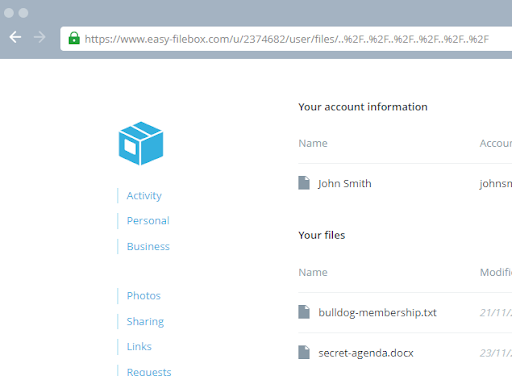 https://www.easy-filebox.com/u/2374682/user/files/..%2F..%2F..%2F..%2F..%2F..%2F
Activity
Personal
Business
Photos
Sharing
Links
Requests
Your account information
Name Accou
John Smith johnsm
Your files
Name Modifi
bulldog-membership.txt 21/11/
secret-agenda.docx 23/11/